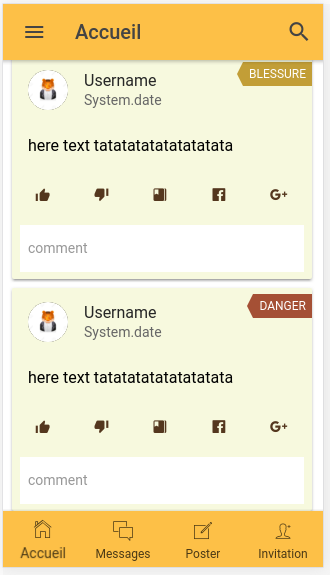 Accueil
BLESSURE
Username
System.date
here text tatatatatatatatatata
G+
comment
DANGER
Username
System.date
here text tatatatatatatatatata
G+
comment
Accueil
Messages
Poster
Invitation